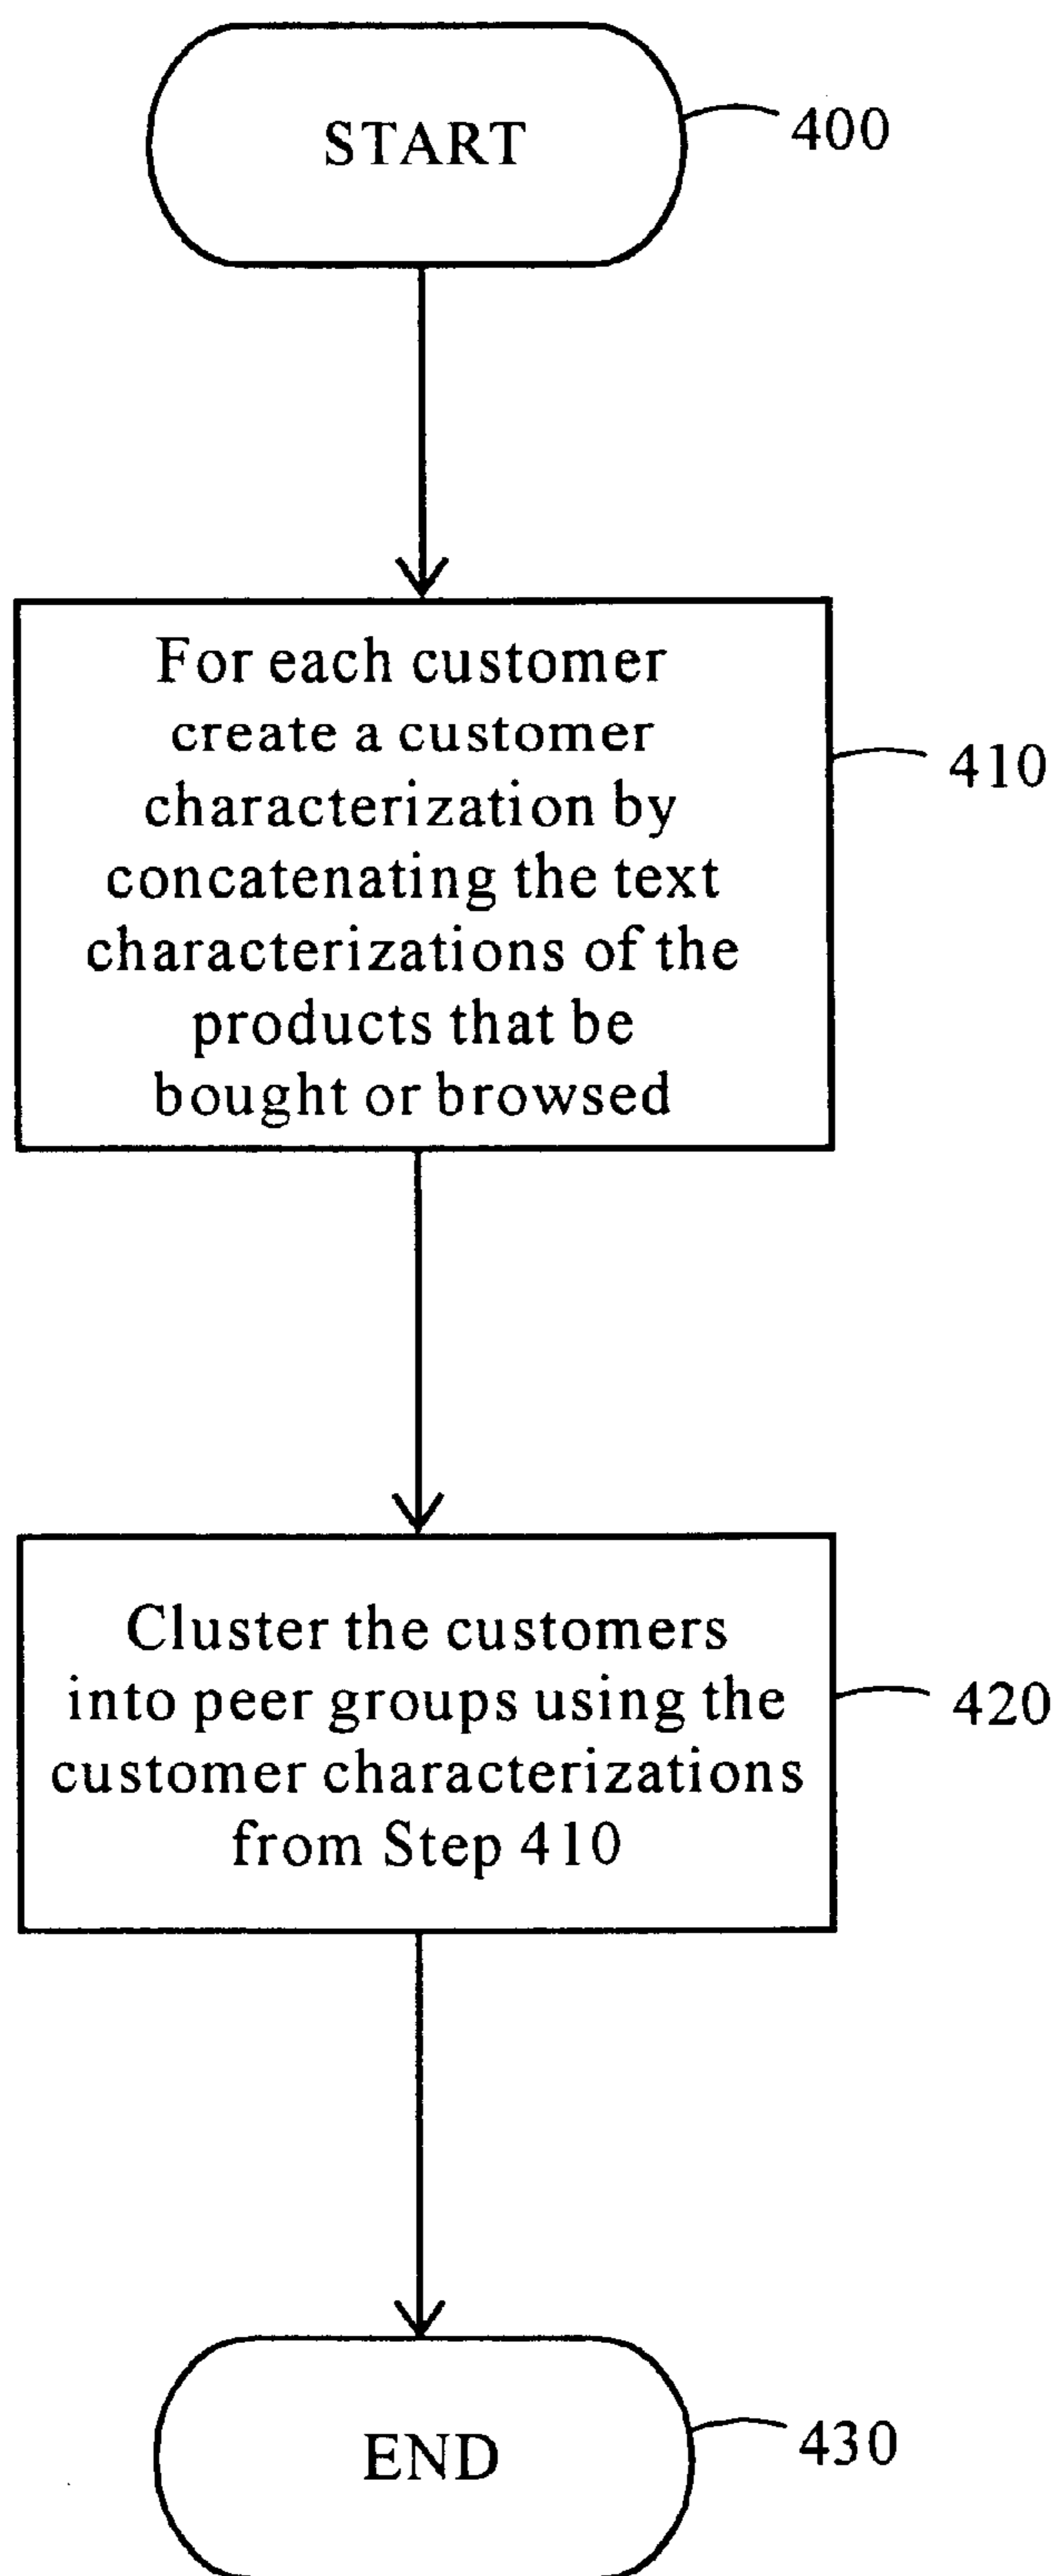 START
400
For each customer
create a customer
characterization by
concatenating the text
characterizations of the
products that be
bought or browsed
410
Cluster the customers
into peer groups using the
customer characterizations
from Step 410
420
END
430